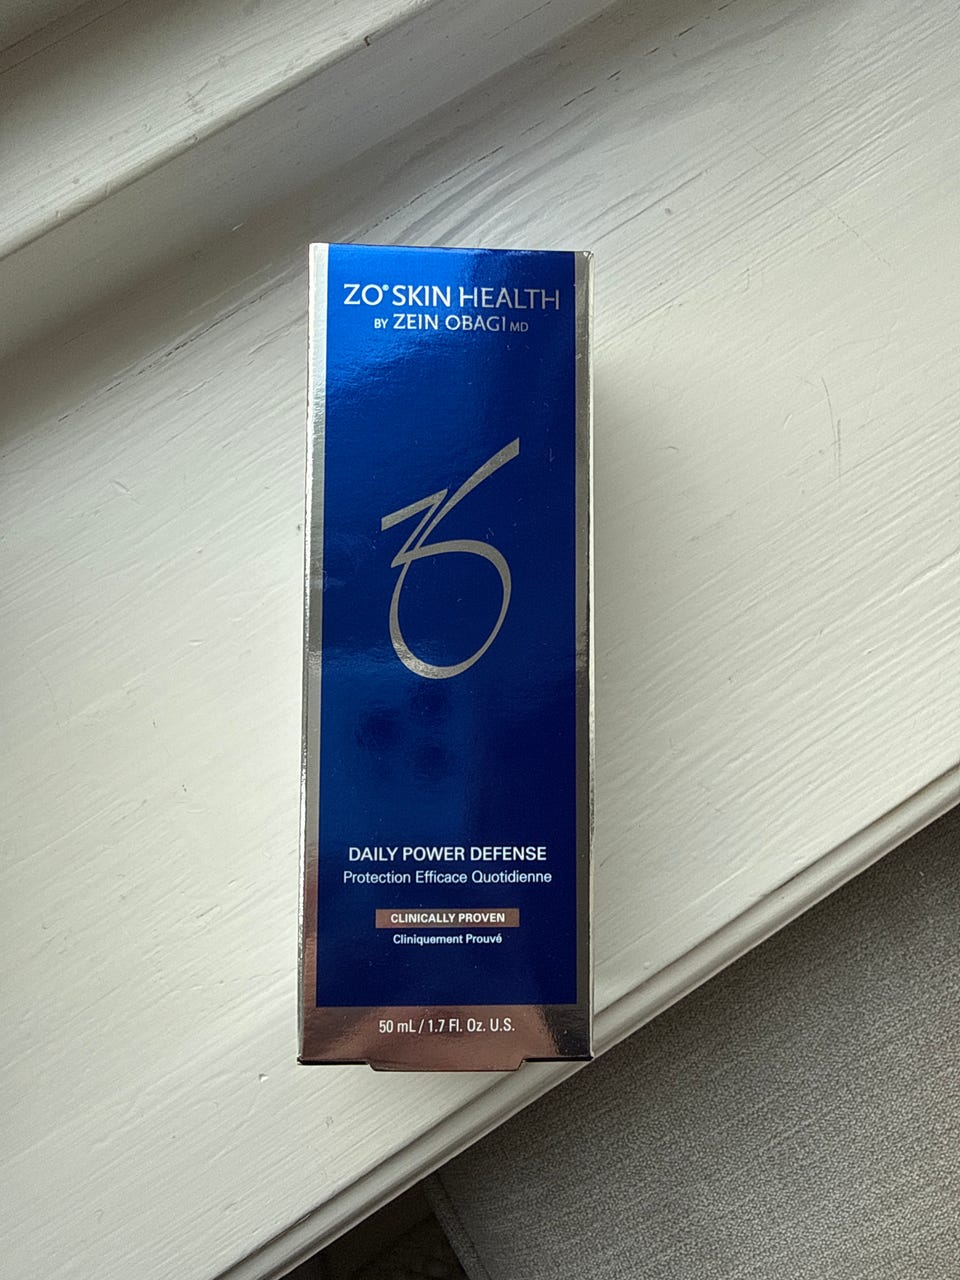 ZO® SKIN HEALTH
BY ZEIN OBAGI MD
DAILY POWER DEFENSE
Protection Efficace Quotidienne
CLINICALLY PROVEN
Cliniquement Prouvé
50 mL / 1.7 Fl. Oz. U.S.